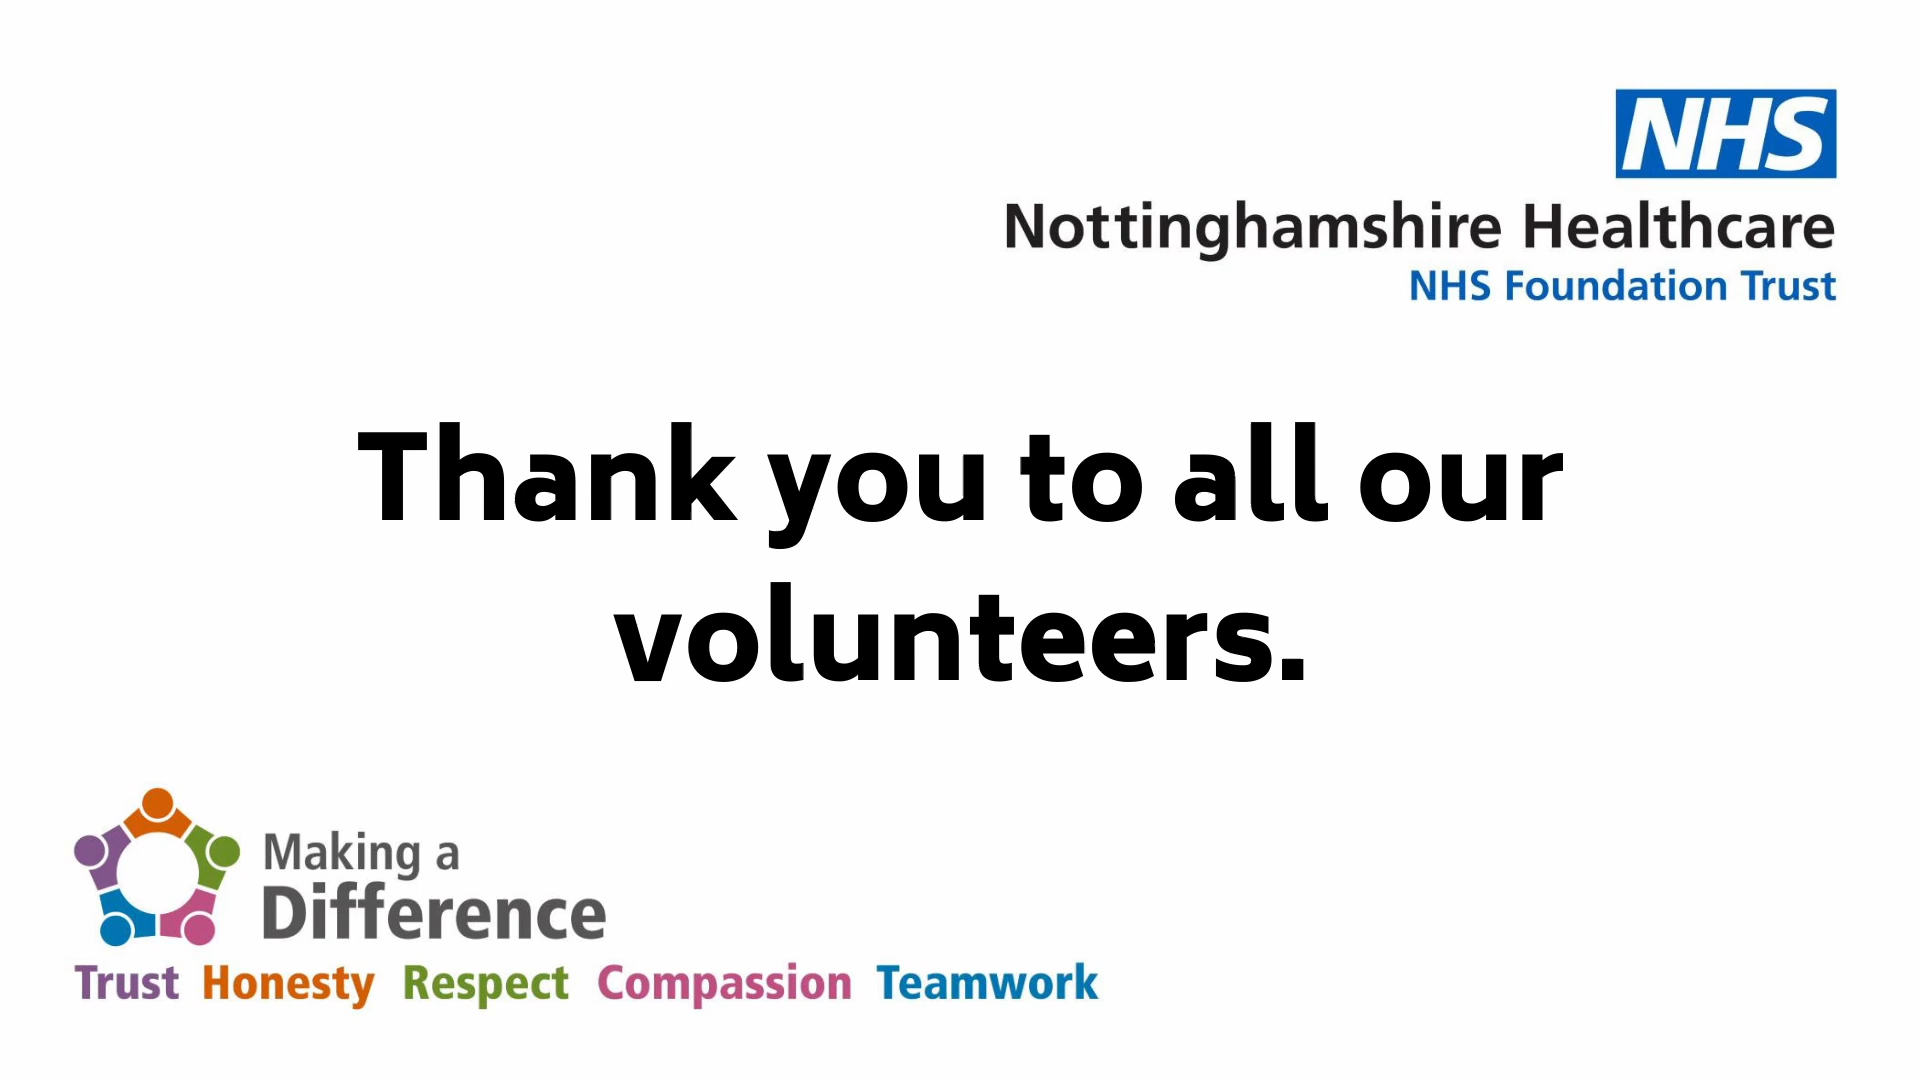 NHS
Nottinghamshire Healthcare
NHS Foundation Trust
Thank you to all our
volunteers.
Making a
Difference
Trust Honesty Respect Compassion Teamwork